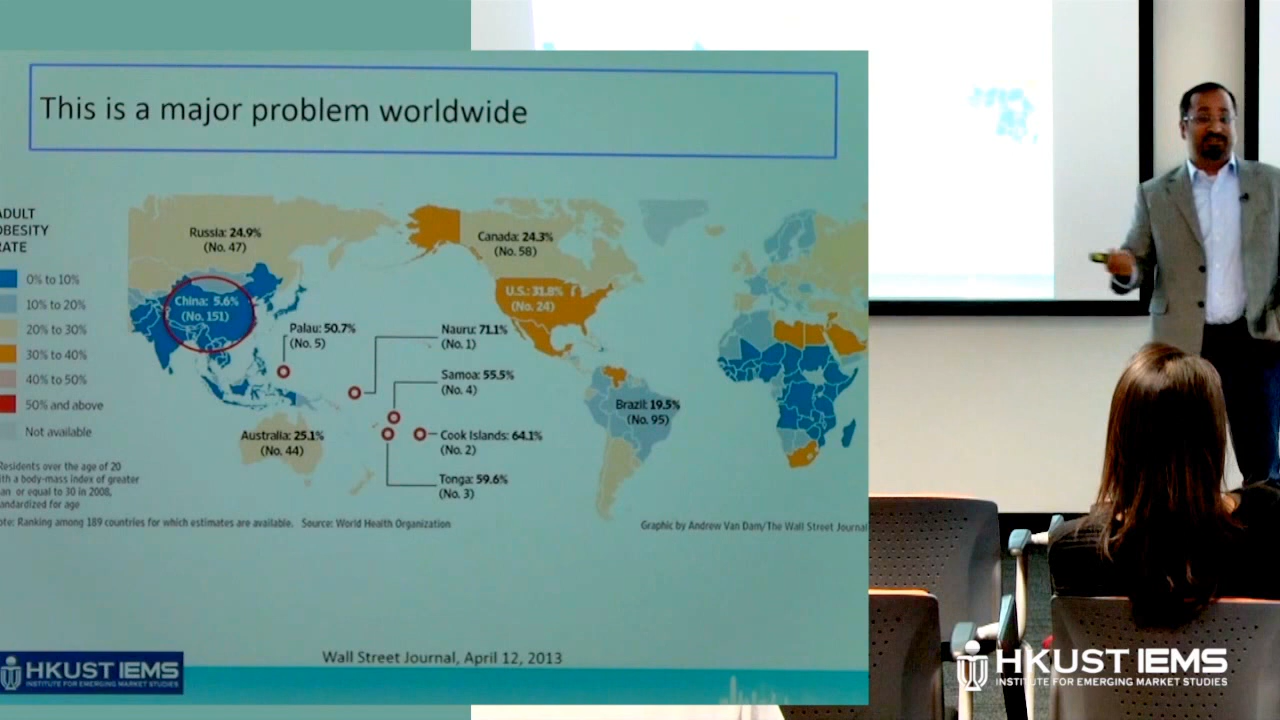 This is a major problem worldwide
ADULT
OBESITY
RATE
0% to 10%
10% to 20%
20% to 30%
30% to 40%
40% to 50%
50% and above
Not available
Russia: 24.9%
(No. 47)
Canada: 24.3%
(No. 58)
China: 5.6%
(No. 151)
U.S.: 31.8%
(No. 24)
Palau: 50.7%
(No. 5)
Nauru: 71.1%
(No. 1)
Samoa: 55.5%
(No. 4)
Brazil: 19.5%
(No. 95)
Australia: 25.1%
(No. 44)
Cook Islands: 64.1%
(No. 2)
Tonga: 59.6%
(No. 3)
Residents over the age of 20
with a body-mass index of greater
than or equal to 30 in 2008,
standardized for age
Note: Ranking among 189 countries for which estimates are available. Source: World Health Organization
Graphic by Andrew Van Dam/The Wall Street Journal
Wall Street Journal, April 12, 2013
HKUST IEMS
INSTITUTE FOR EMERGING MARKET STUDIES
HKUST IEMS
INSTITUTE FOR EMERGING MARKET STUDIES